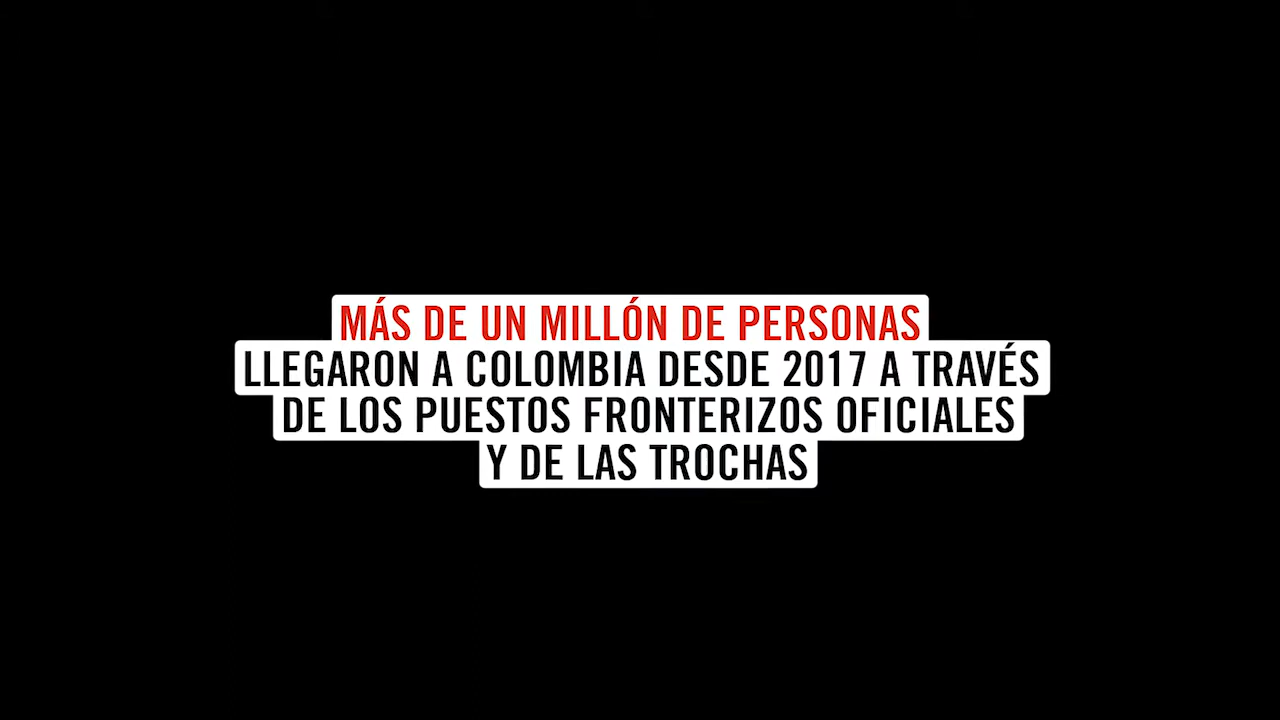 MÁS DE UN MILLÓN DE PERSONAS
LLEGARON A COLOMBIA DESDE 2017 A TRAVÉS
DE LOS PUESTOS FRONTERIZOS OFICIALES
Y DE LAS TROCHAS